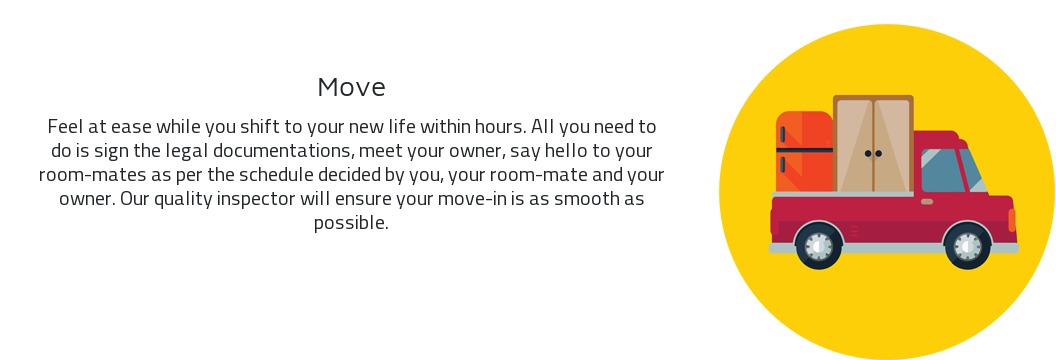 Move
Feel at ease while you shift to your new life within hours. All you need to
do is sign the legal documentations, meet your owner, say hello to your
room-mates as per the schedule decided by you, your room-mate and your
owner. Our quality inspector will ensure your move-in is as smooth as
possible.